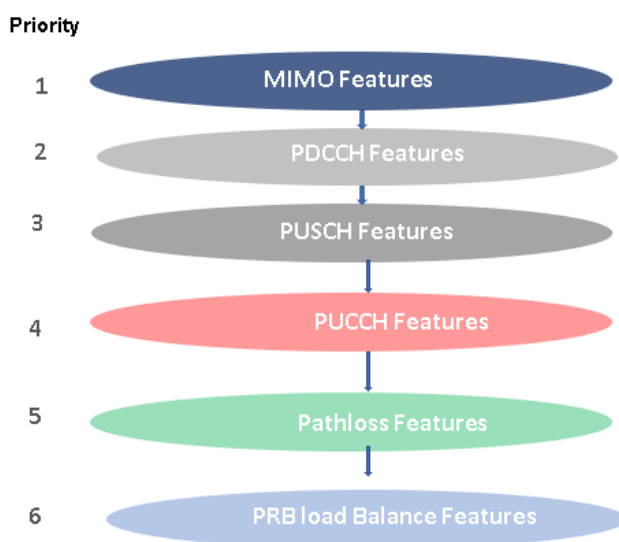 Priority
1 MIMO Features
2 PDCCH Features
3 PUSCH Features
4 PUCCH Features
5 Pathloss Features
6 PRB load Balance Features